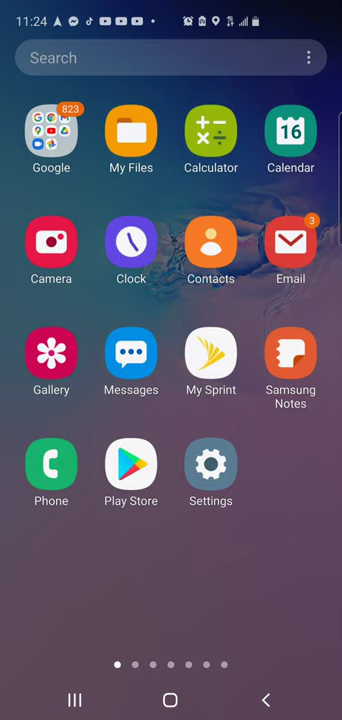 11:24
Search
823
Google
My Files
Calculator
16
Calendar
Camera
Clock
Contacts
3
Email
Gallery
Messages
My Sprint
Samsung
Notes
Phone
Play Store
Settings